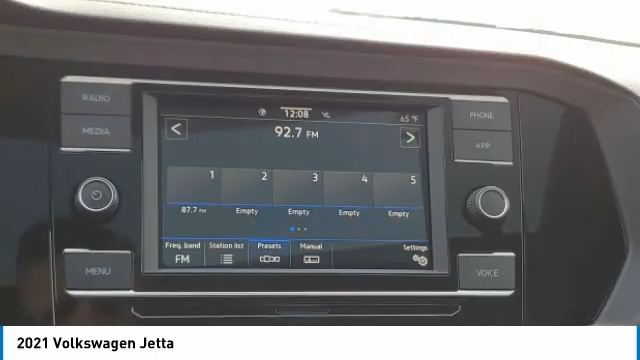 RADIO
MEDIA
MENU
12:08
65 °F
92.7 FM
<
>
1
2
3
4
5
87.7 FM
Empty
Empty
Empty
Empty
Freq. band
FM
Station list
Presets
Manual
Settings
PHONE
APP
VOICE
2021 Volkswagen Jetta